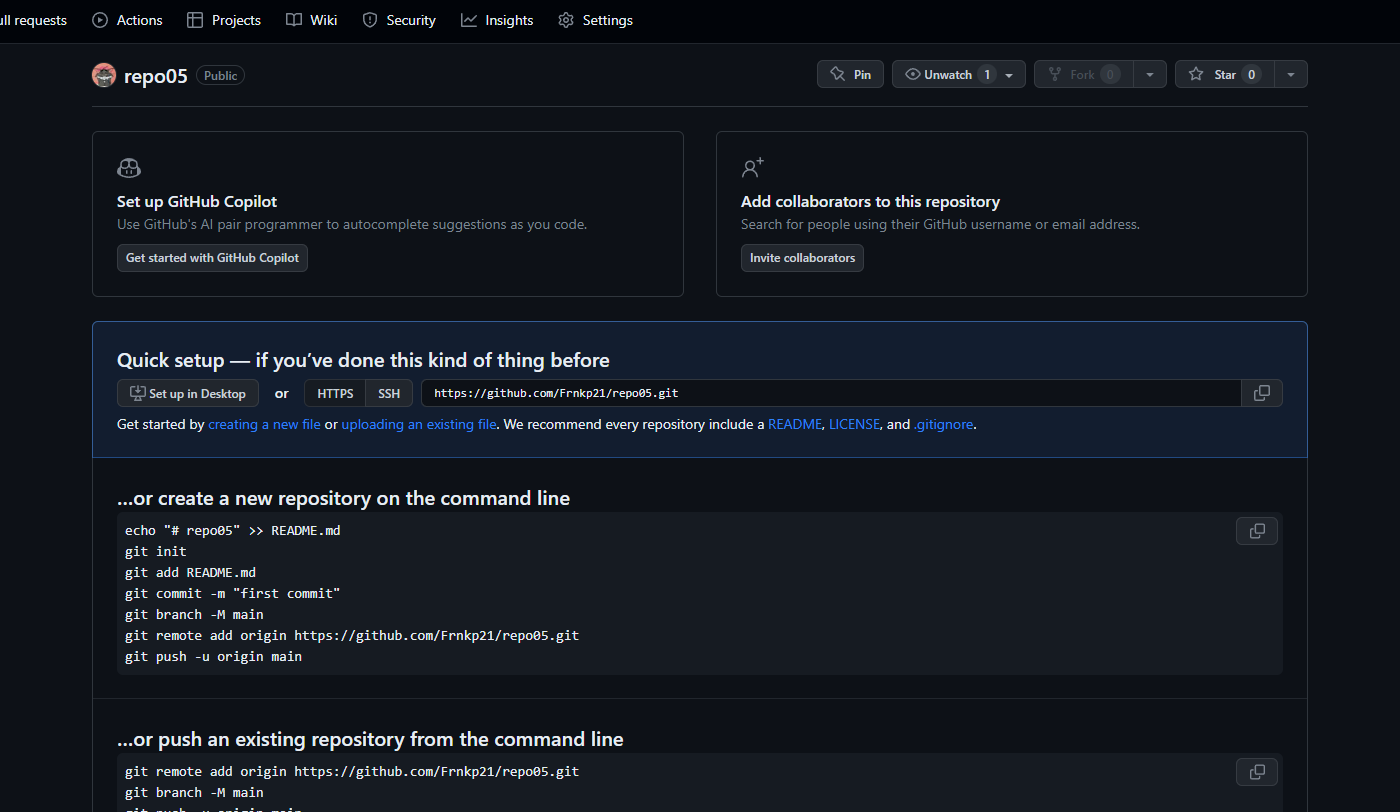 ull requests Actions Projects Wiki Security Insights Settings
repo05 Public Pin Unwatch 1 Fork 0 Star 0
Set up GitHub Copilot
Use GitHub's AI pair programmer to autocomplete suggestions as you code.
Get started with GitHub Copilot
Add collaborators to this repository
Search for people using their GitHub username or email address.
Invite collaborators
Quick setup — if you’ve done this kind of thing before
Set up in Desktop or HTTPS SSH https://github.com/Frnkp21/repo05.git
Get started by creating a new file or uploading an existing file. We recommend every repository include a README, LICENSE, and .gitignore.
…or create a new repository on the command line
echo "# repo05" >> README.md
git init
git add README.md
git commit -m "first commit"
git branch -M main
git remote add origin https://github.com/Frnkp21/repo05.git
git push -u origin main
…or push an existing repository from the command line
git remote add origin https://github.com/Frnkp21/repo05.git
git branch -M main
git push -u origin main